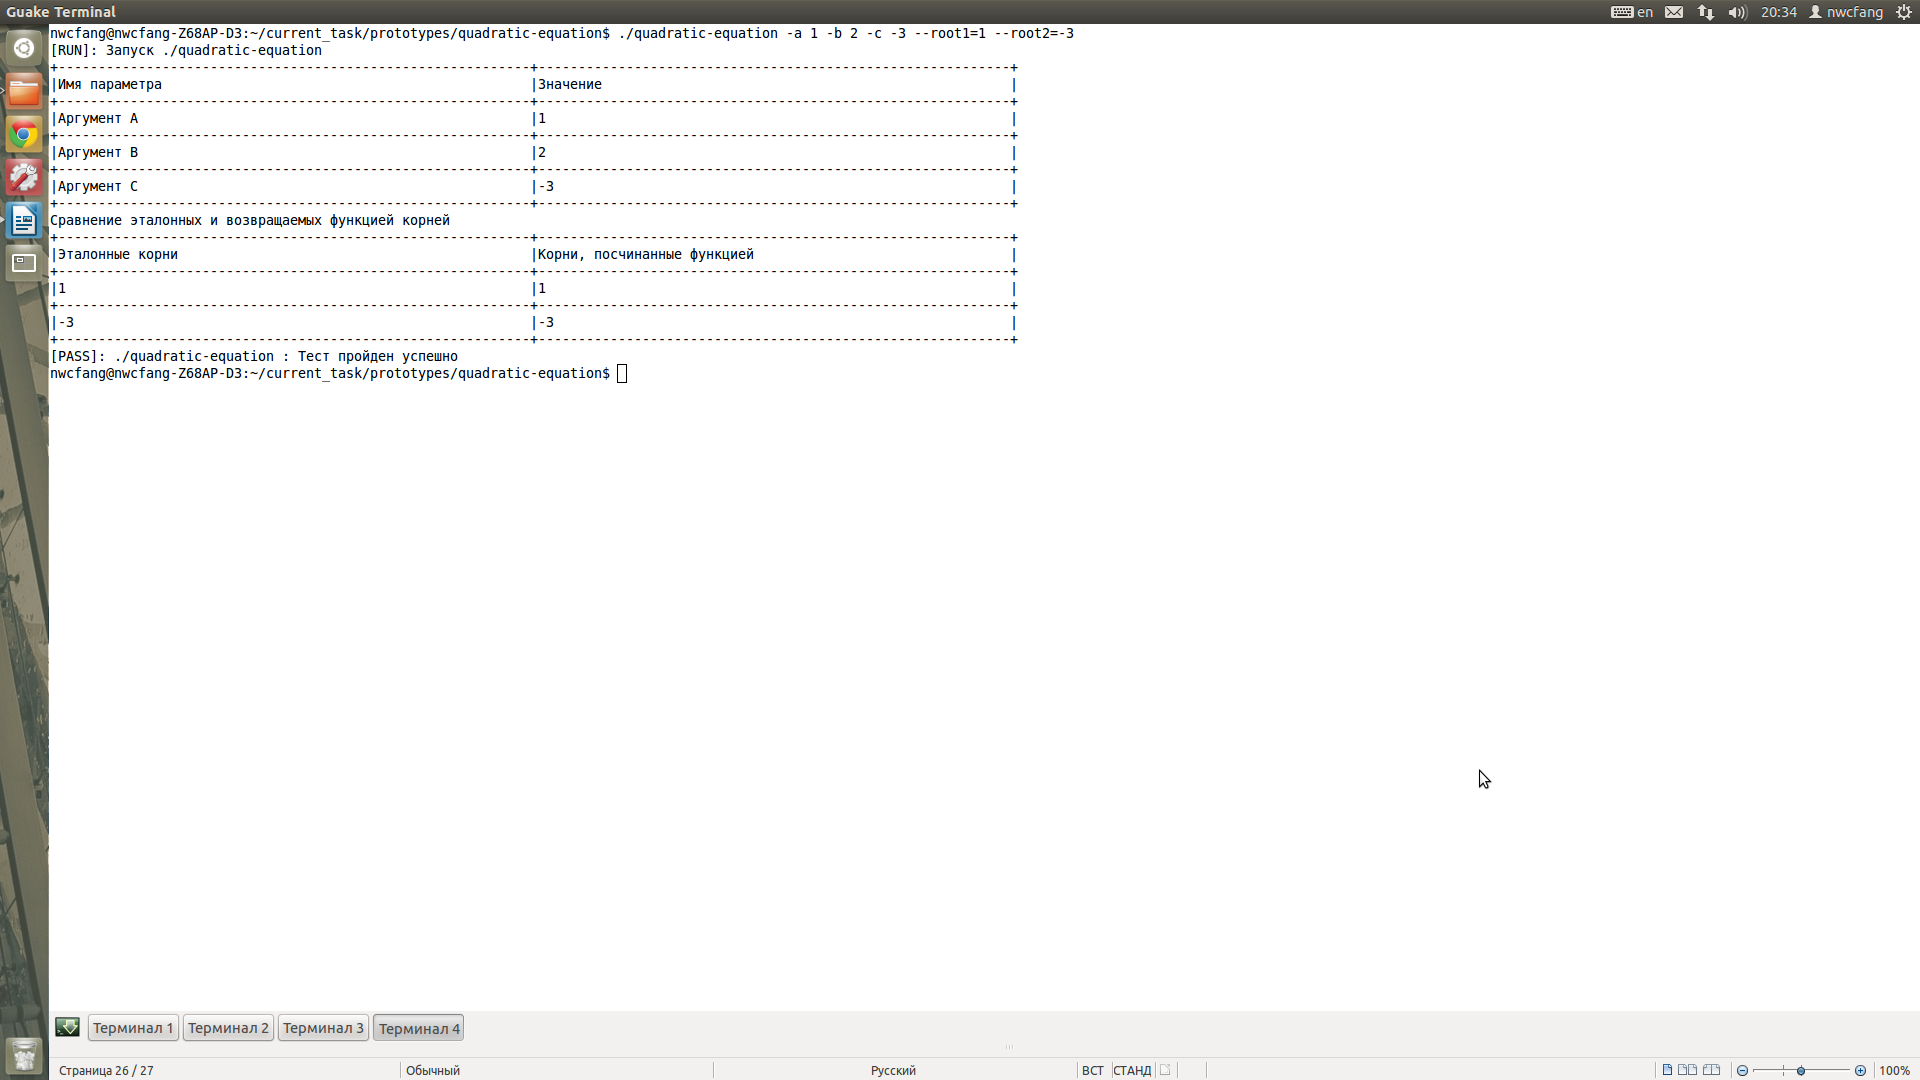 Guake Terminal
en 20:34 nwcfang
nwcfang@nwcfang-Z68AP-D3:~/current_task/prototypes/quadratic-equation$ ./quadratic-equation -a 1 -b 2 -c -3 --root1=1 --root2=-3
[RUN]: Запуск ./quadratic-equation
+-----------------------------------------------------------+-----------------------------------------------------------+
|Имя параметра |Значение |
+-----------------------------------------------------------+-----------------------------------------------------------+
|Аргумент A |1 |
+-----------------------------------------------------------+-----------------------------------------------------------+
|Аргумент B |2 |
+-----------------------------------------------------------+-----------------------------------------------------------+
|Аргумент C |-3 |
+-----------------------------------------------------------+-----------------------------------------------------------+
Сравнение эталонных и возвращаемых функцией корней
+-----------------------------------------------------------+-----------------------------------------------------------+
|Эталонные корни |Корни, посчинанные функцией |
+-----------------------------------------------------------+-----------------------------------------------------------+
|1 |1 |
+-----------------------------------------------------------+-----------------------------------------------------------+
|-3 |-3 |
+-----------------------------------------------------------+-----------------------------------------------------------+
[PASS]: ./quadratic-equation : Тест пройден успешно
nwcfang@nwcfang-Z68AP-D3:~/current_task/prototypes/quadratic-equation$
Терминал 1 Терминал 2 Терминал 3 Терминал 4
Страница 26 / 27 Обычный Русский ВСТ СТАНД 100%